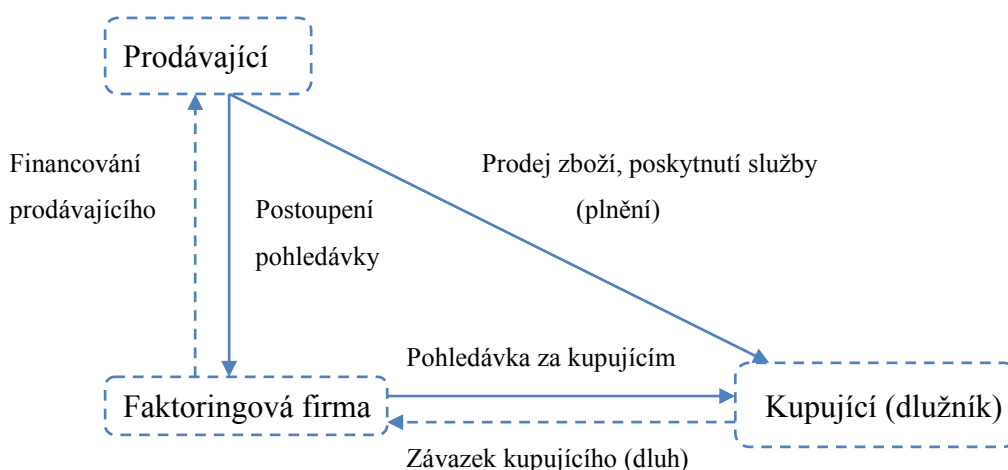 Prodávající
Financování
prodávajícího
Postoupení
pohledávky
Prodej zboží, poskytnutí služby
(plnění)
Pohledávka za kupujícím
Faktoringová firma
Kupující (dlužník)
Závazek kupujícího (dluh)